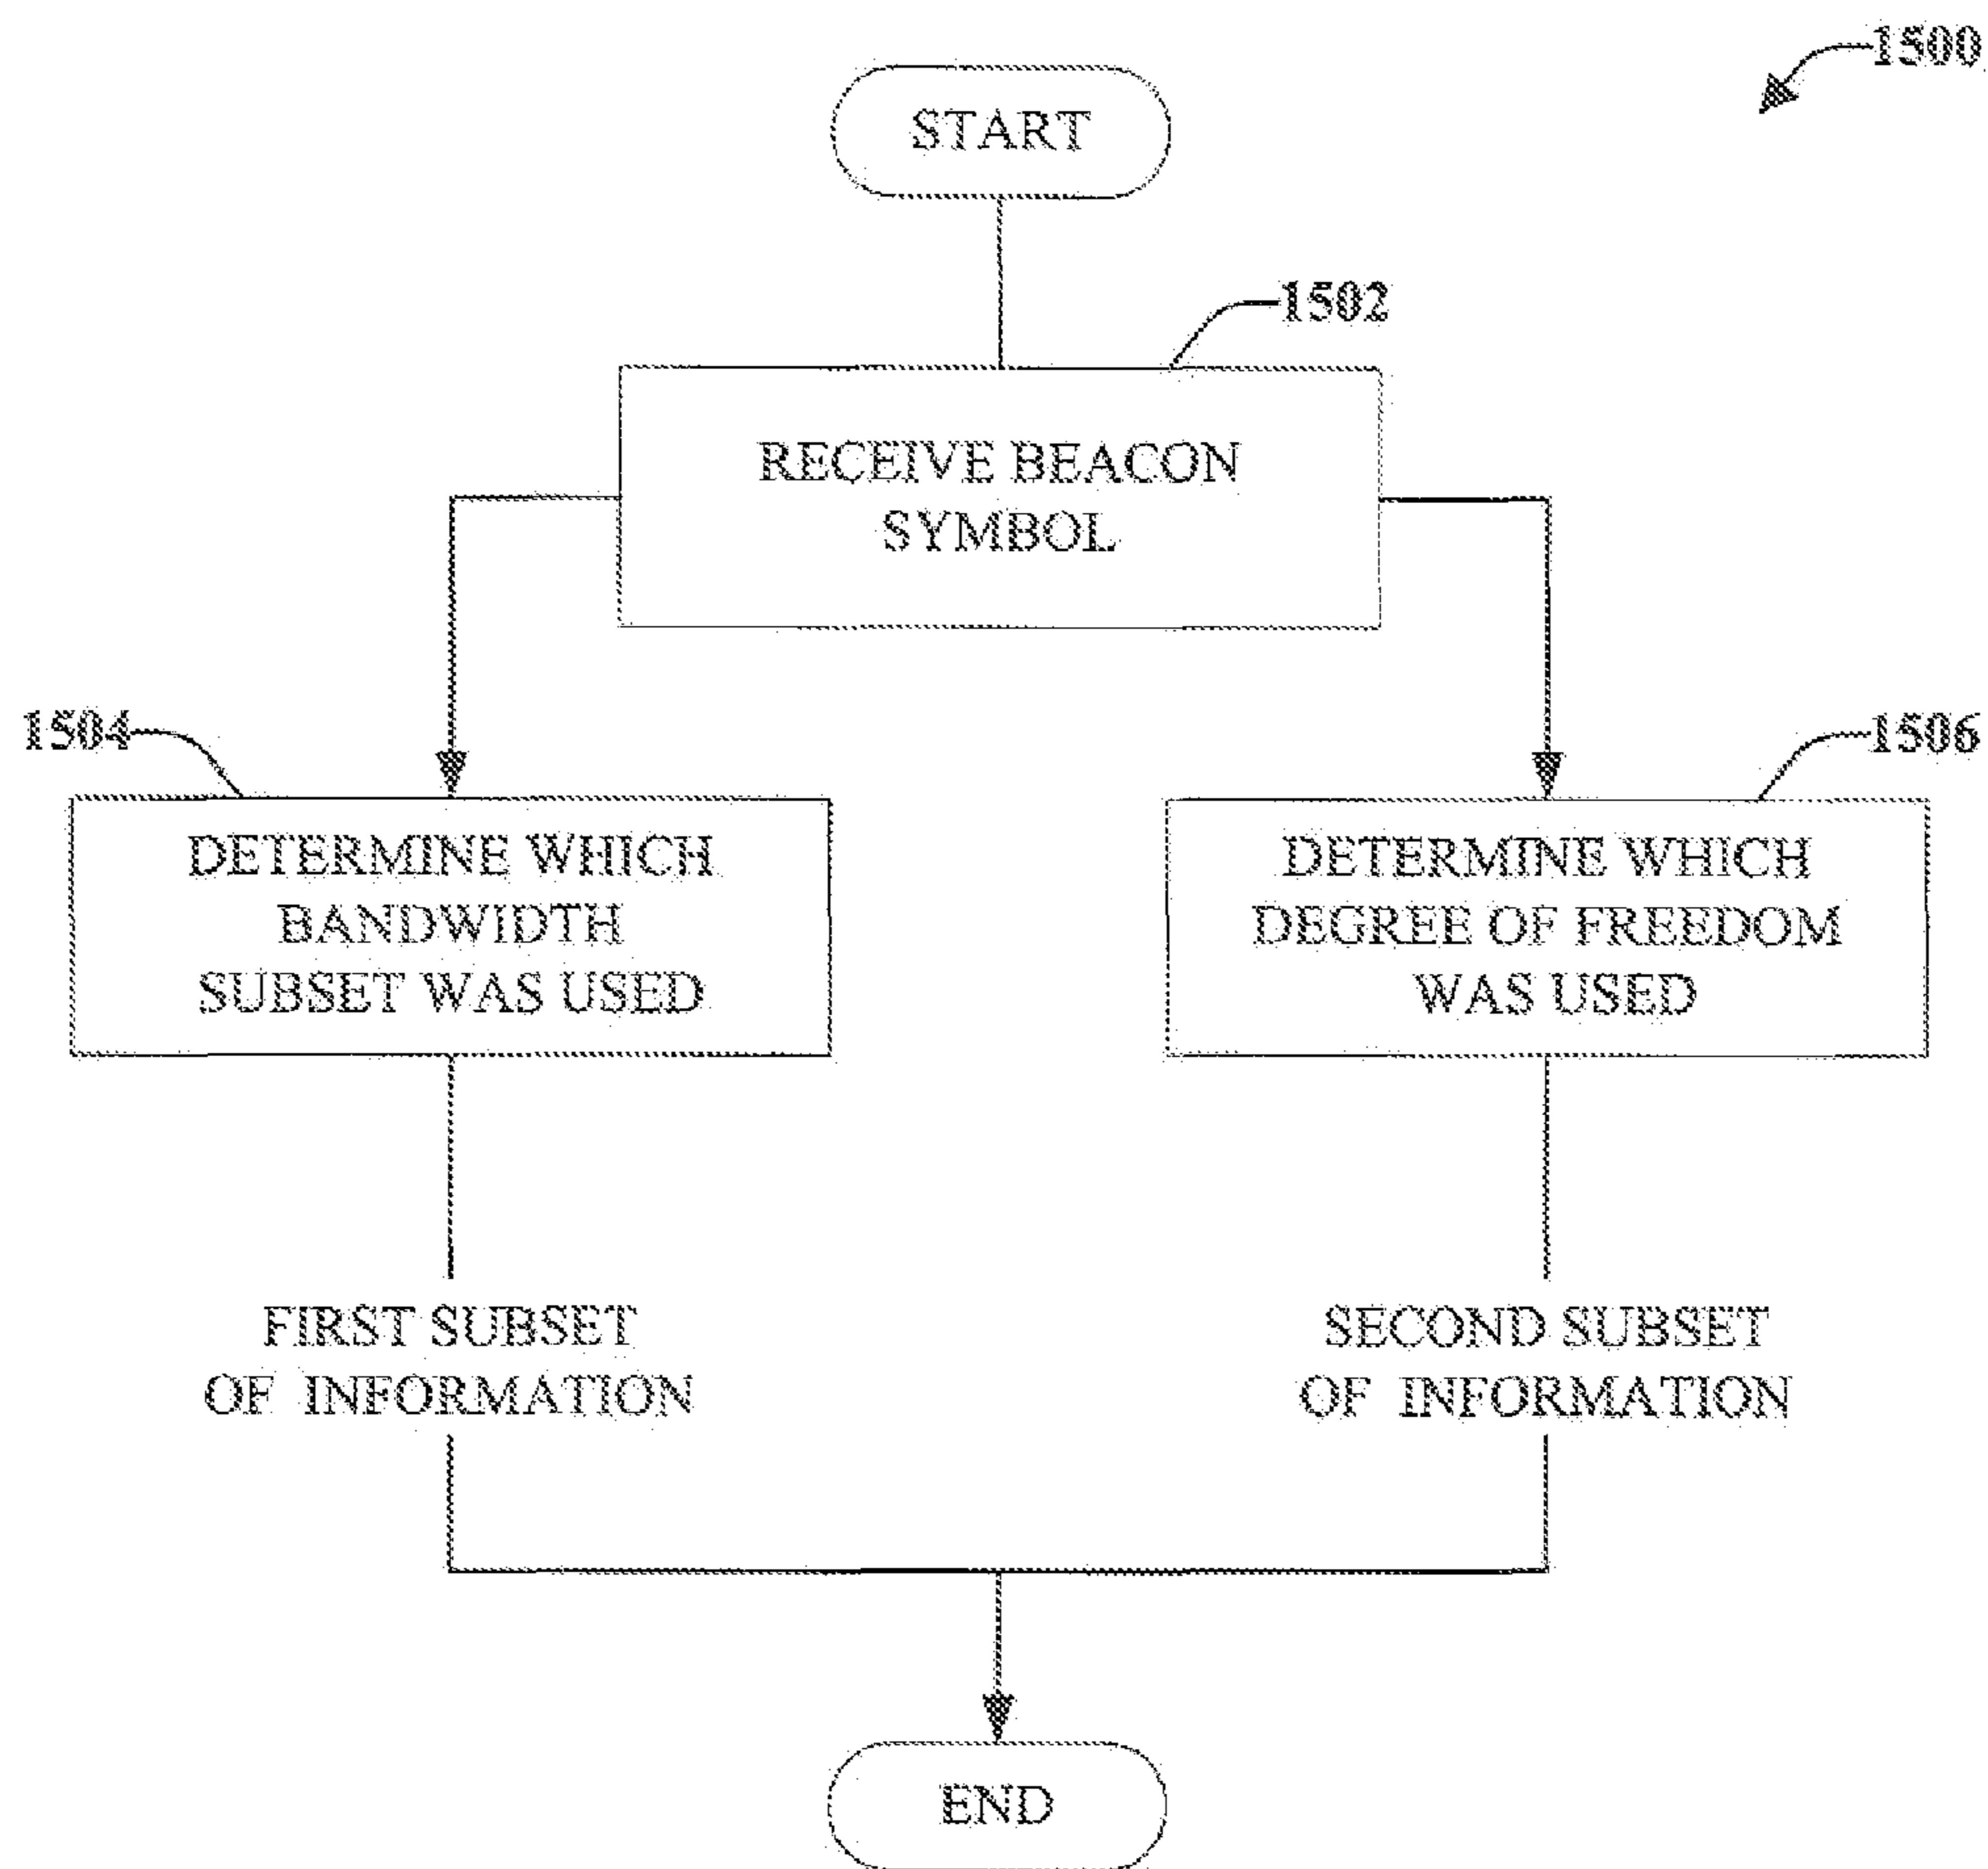 1500
START
1502
RECEIVE BEACON
SYMBOL
1504
1506
DETERMINE WHICH
BANDWIDTH
SUBSET WAS USED
DETERMINE WHICH
DEGREE OF FREEDOM
WAS USED
FIRST SUBSET
OF INFORMATION
SECOND SUBSET
OF INFORMATION
END